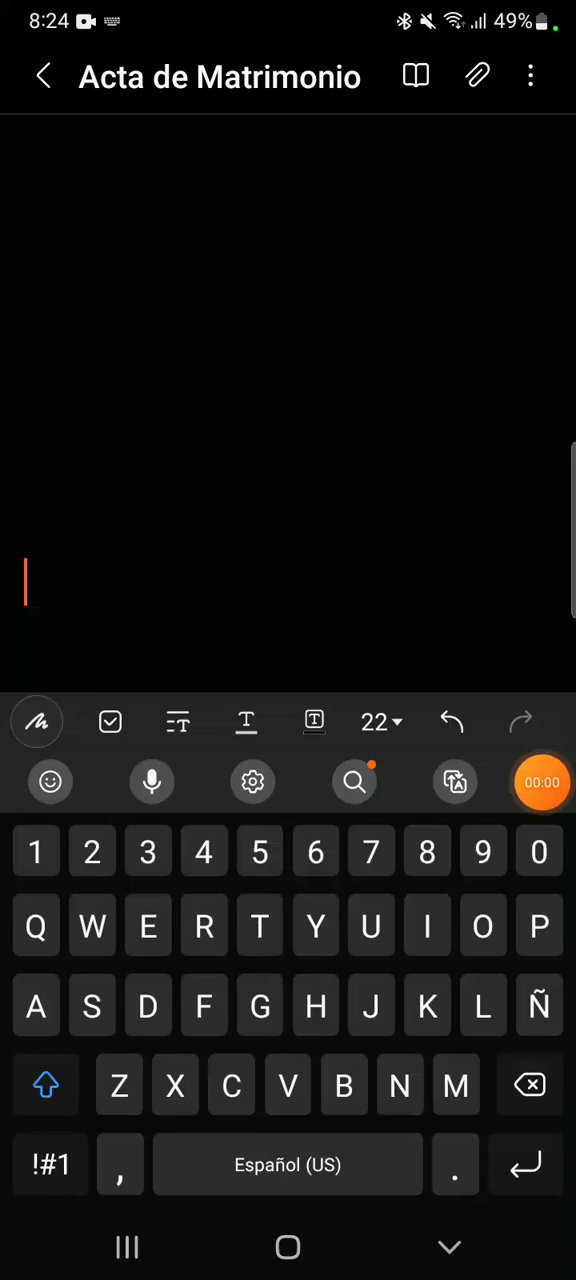 8:24 49%
Acta de Matrimonio
22
00:00
1 2 3 4 5 6 7 8 9 0
Q W E R T Y U I O P
A S D F G H J K L Ñ
Z X C V B N M
!#1 , Español (US) .